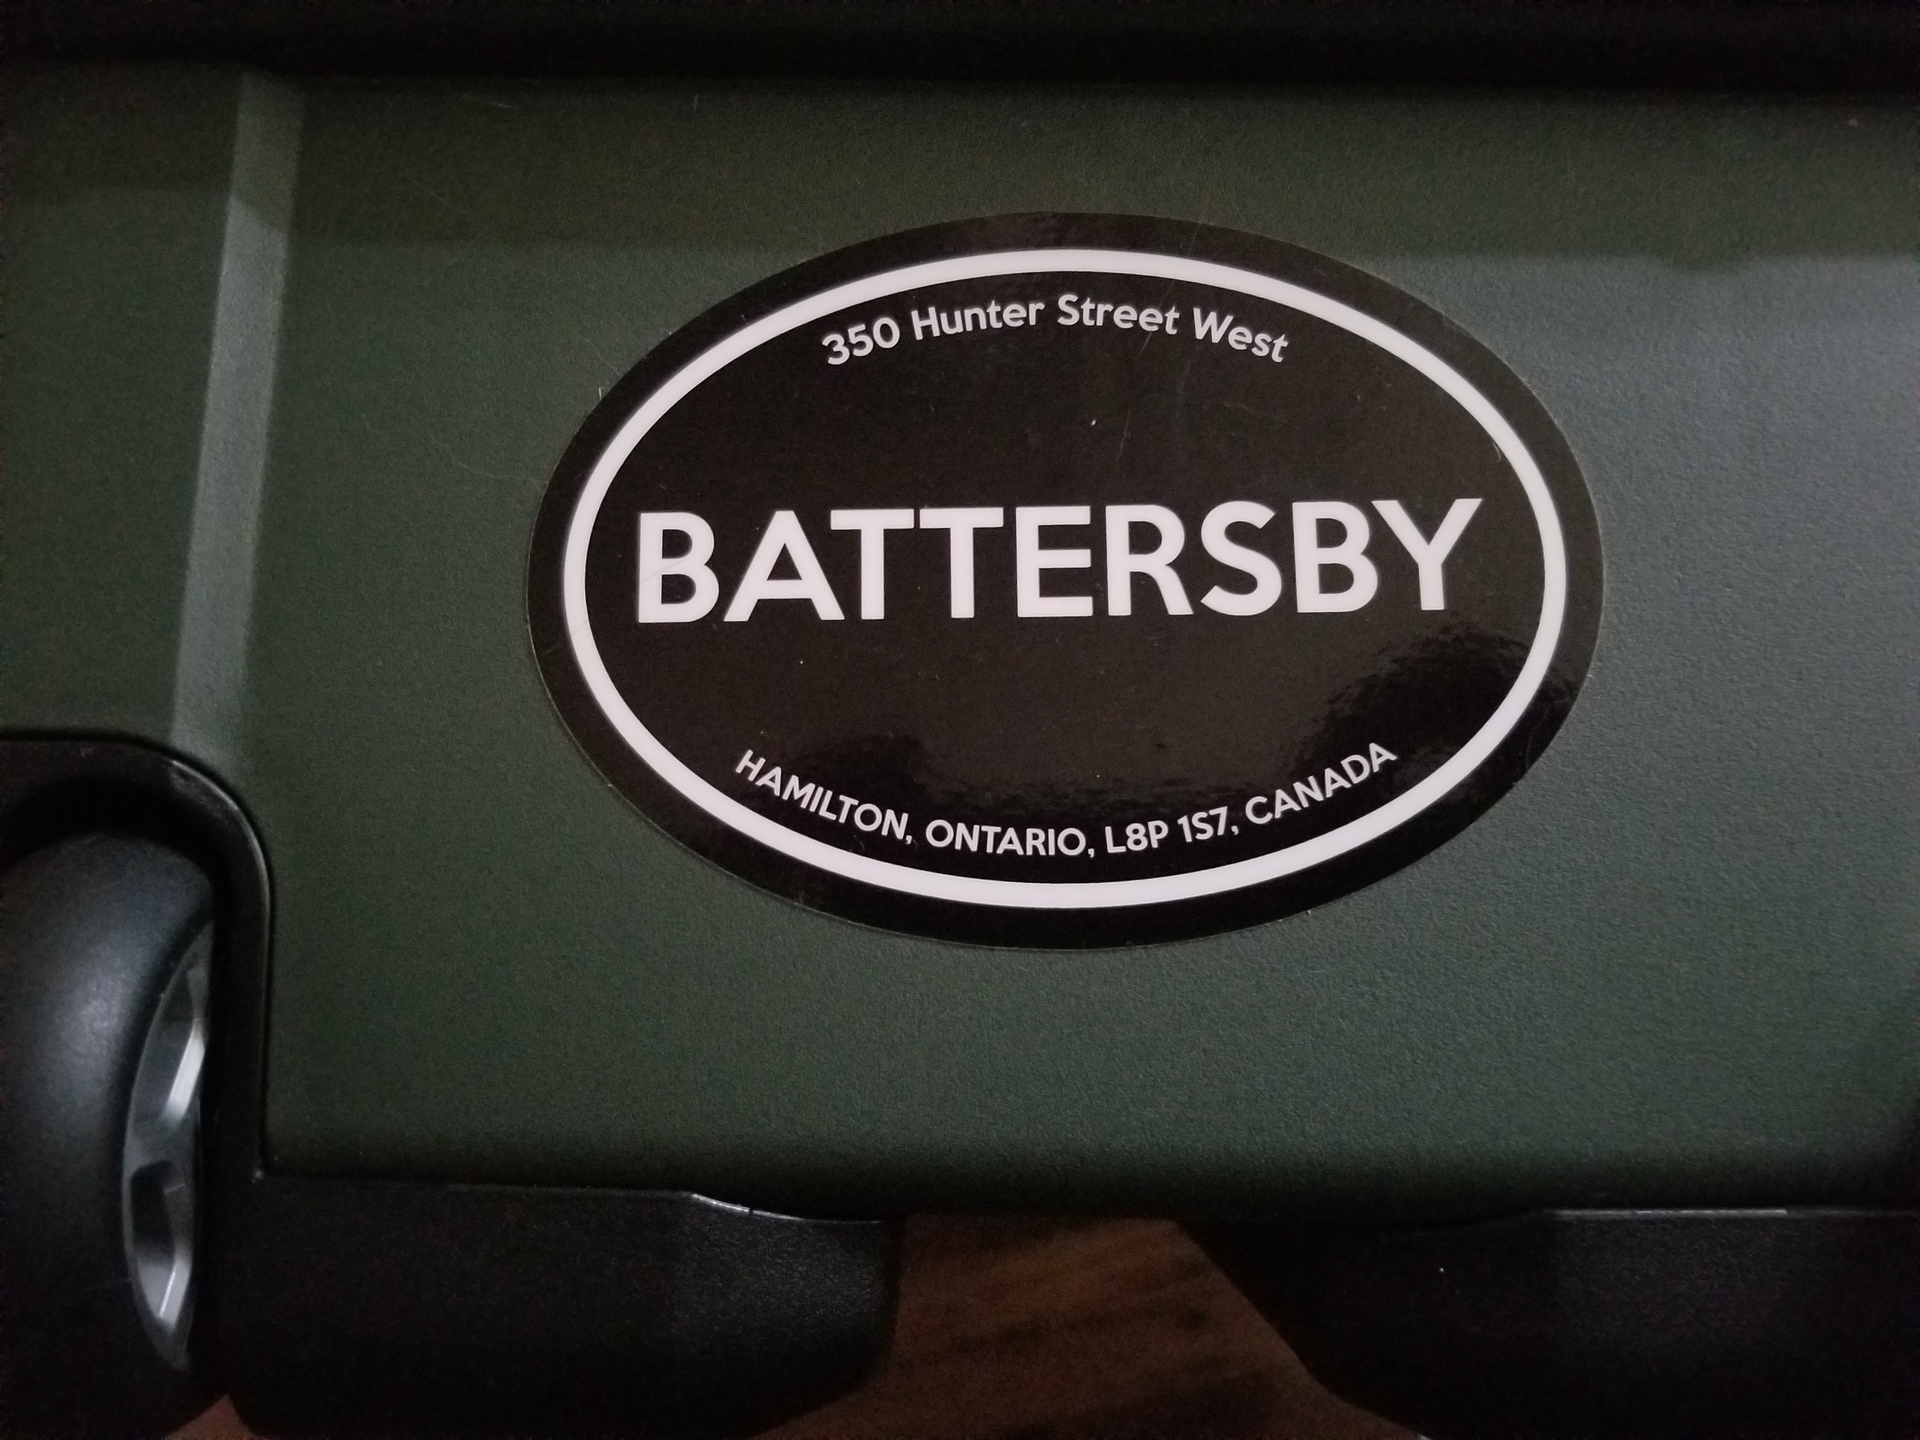 350 Hunter Street West
BATTERSBY
HAMILTON, ONTARIO, L8P 1S7, CANADA